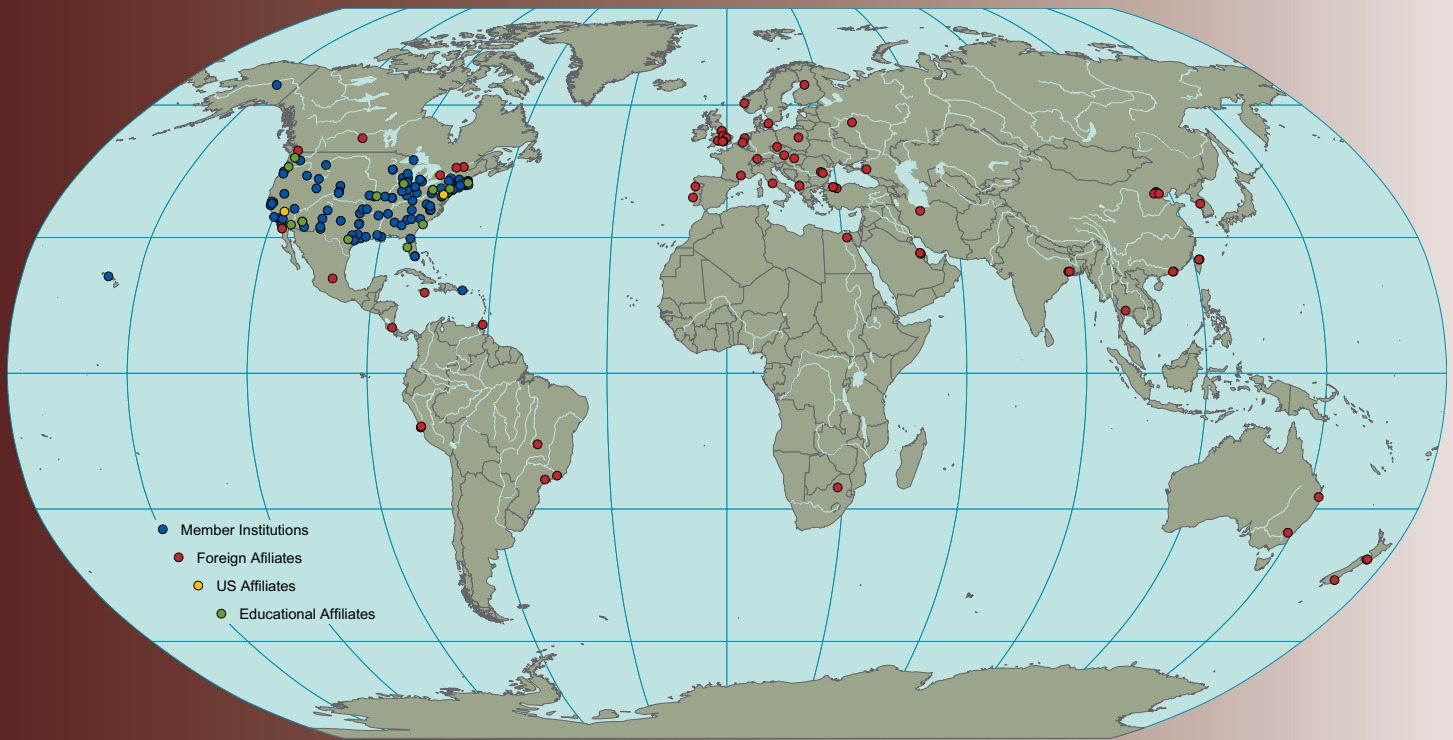 Member Institutions
Foreign Afiliates
US Affiliates
Educational Affiliates